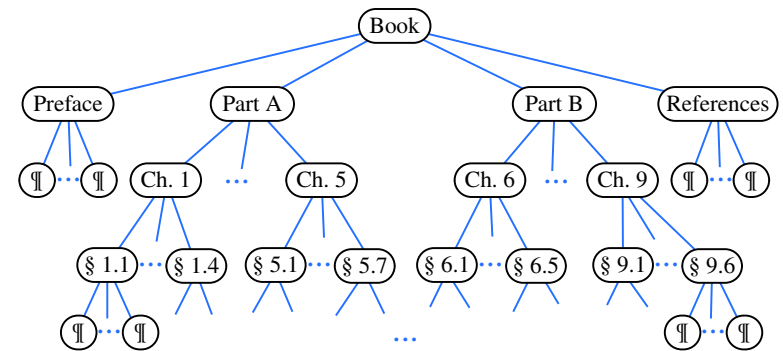 Book
Preface Part A Part B References
¶ ... ¶ Ch. 1 ... Ch. 5 Ch. 6 ... Ch. 9 ¶ ... ¶
§ 1.1 ... § 1.4 § 5.1 ... § 5.7 § 6.1 ... § 6.5 § 9.1 ... § 9.6
¶ ... ¶ ... ¶ ... ¶